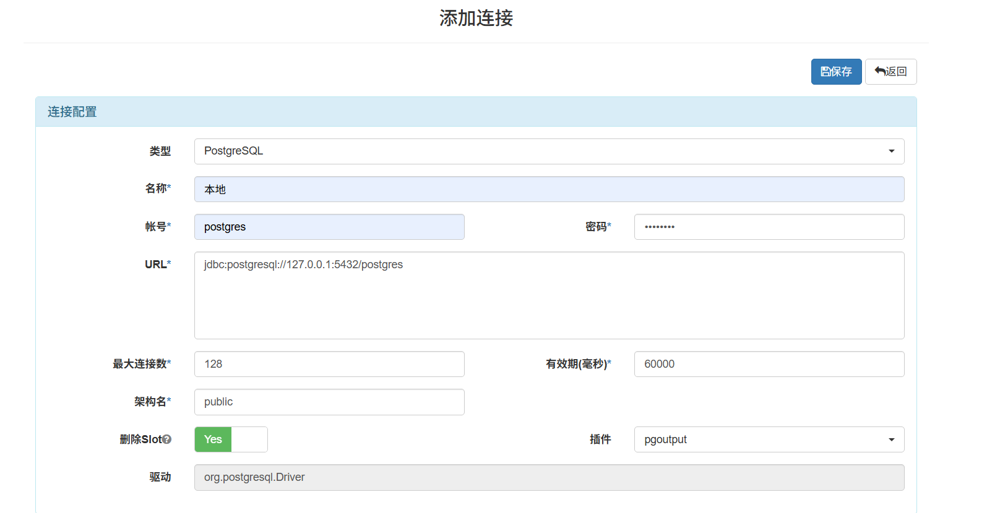 添加连接
保存 返回
连接配置
类型 PostgreSQL
名称* 本地
帐号* postgres 密码* ••••••••
URL* jdbc:postgresql://127.0.0.1:5432/postgres
最大连接数* 128 有效期(毫秒)* 60000
架构名* public
删除Slot Yes 插件 pgoutput
驱动 org.postgresql.Driver